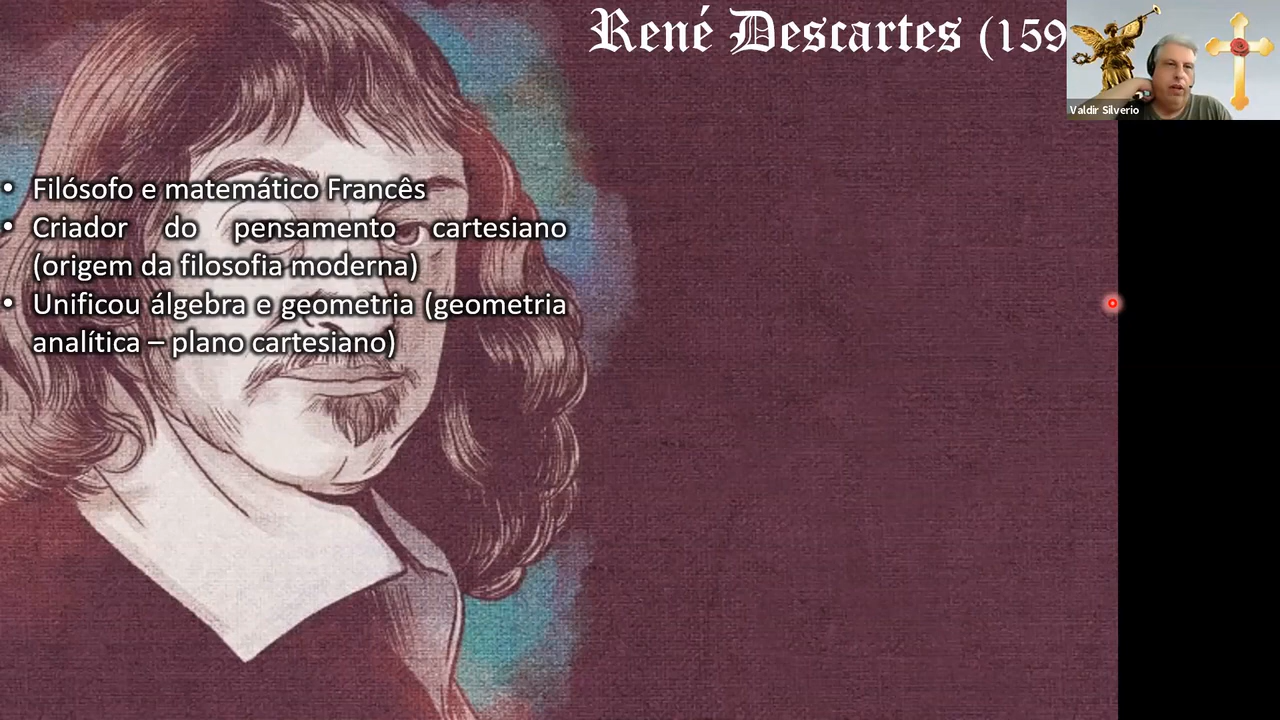 René Descartes (159
Valdir Silverio
• Filósofo e matemático Francês
• Criador do pensamento cartesiano
(origem da filosofia moderna)
• Unificou álgebra e geometria (geometria
analítica – plano cartesiano)